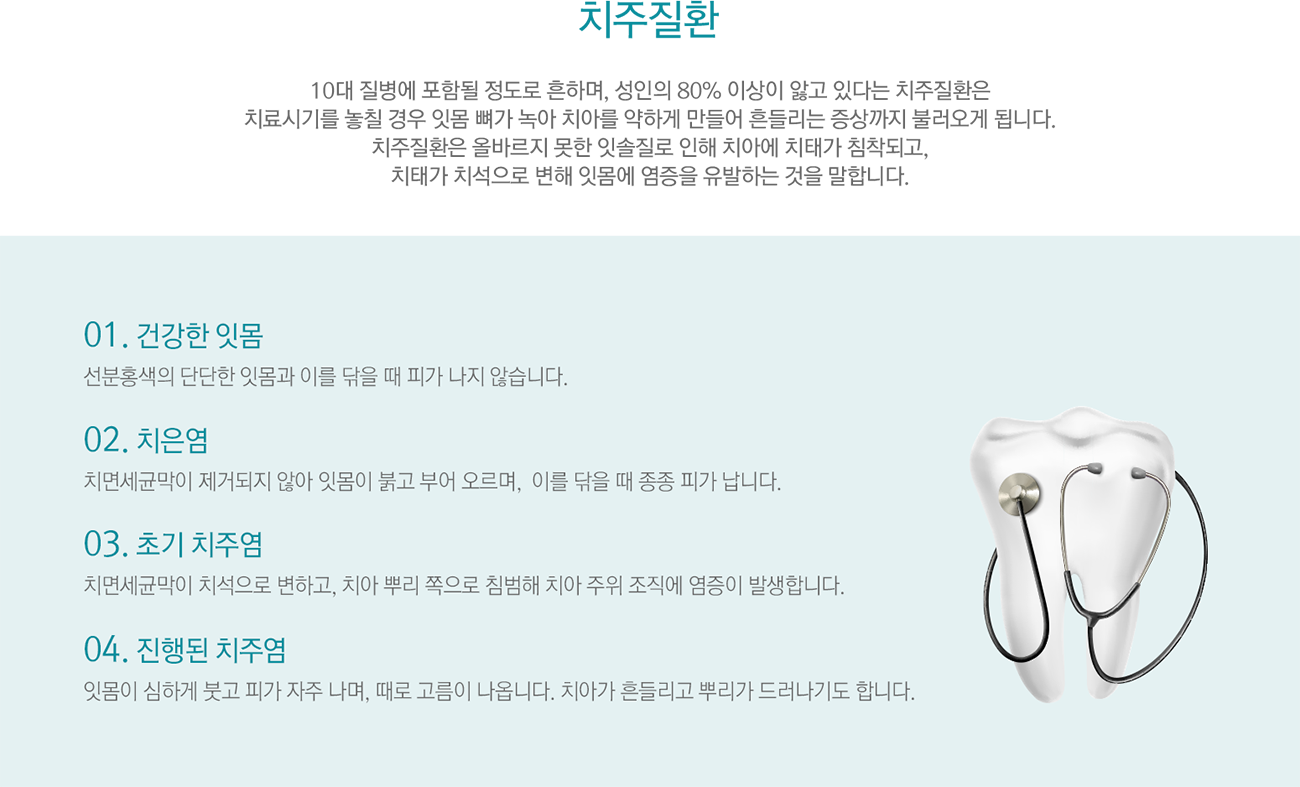 치주질환
10대 질병에 포함될 정도로 흔하며, 성인의 80% 이상이 앓고 있다는 치주질환은
치료시기를 놓칠 경우 잇몸 뼈가 녹아 치아를 약하게 만들어 흔들리는 증상까지 불러오게 됩니다.
치주질환은 올바르지 못한 잇솔질로 인해 치아에 치태가 침착되고,
치태가 치석으로 변해 잇몸에 염증을 유발하는 것을 말합니다.
01. 건강한 잇몸
선분홍색의 단단한 잇몸과 이를 닦을 때 피가 나지 않습니다.
02. 치은염
치면세균막이 제거되지 않아 잇몸이 붉고 부어 오르며, 이를 닦을 때 종종 피가 납니다.
03. 초기 치주염
치면세균막이 치석으로 변하고, 치아 뿌리 쪽으로 침범해 치아 주위 조직에 염증이 발생합니다.
04. 진행된 치주염
잇몸이 심하게 붓고 피가 자주 나며, 때로 고름이 나옵니다. 치아가 흔들리고 뿌리가 드러나기도 합니다.